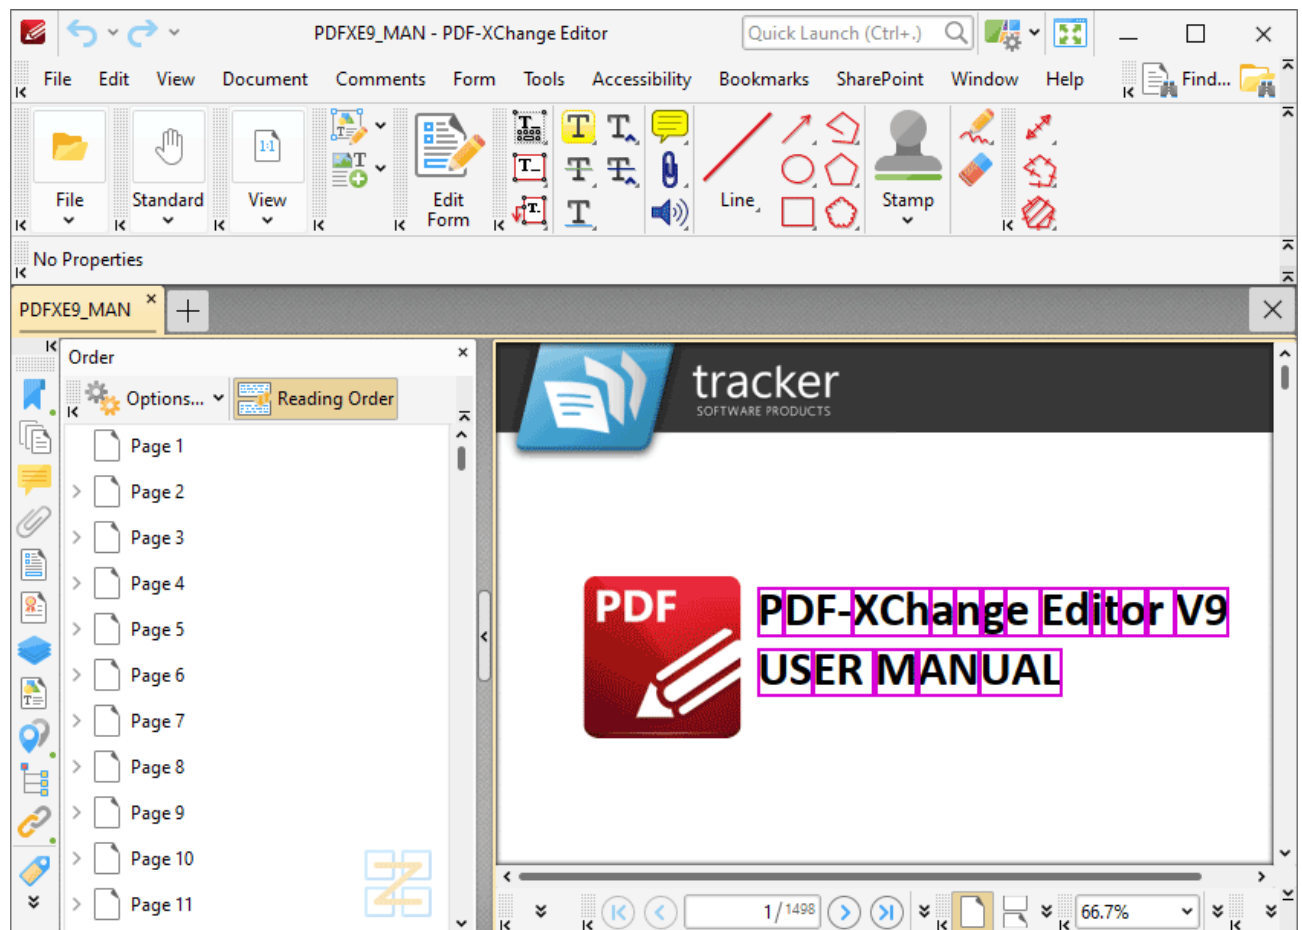 PDFXE9_MAN - PDF-XChange Editor
Quick Launch (Ctrl+.)
File Edit View Document Comments Form Tools Accessibility Bookmarks SharePoint Window Help Find...
File
Standard
1:1
View
Edit
Form
Line
Stamp
No Properties
PDFXE9_MAN
Order
Options...
Reading Order
Page 1
Page 2
Page 3
Page 4
Page 5
Page 6
Page 7
Page 8
Page 9
Page 10
Page 11
tracker
SOFTWARE PRODUCTS
PDF
PDF-XChange Editor V9
USER MANUAL
1/1498
66.7%